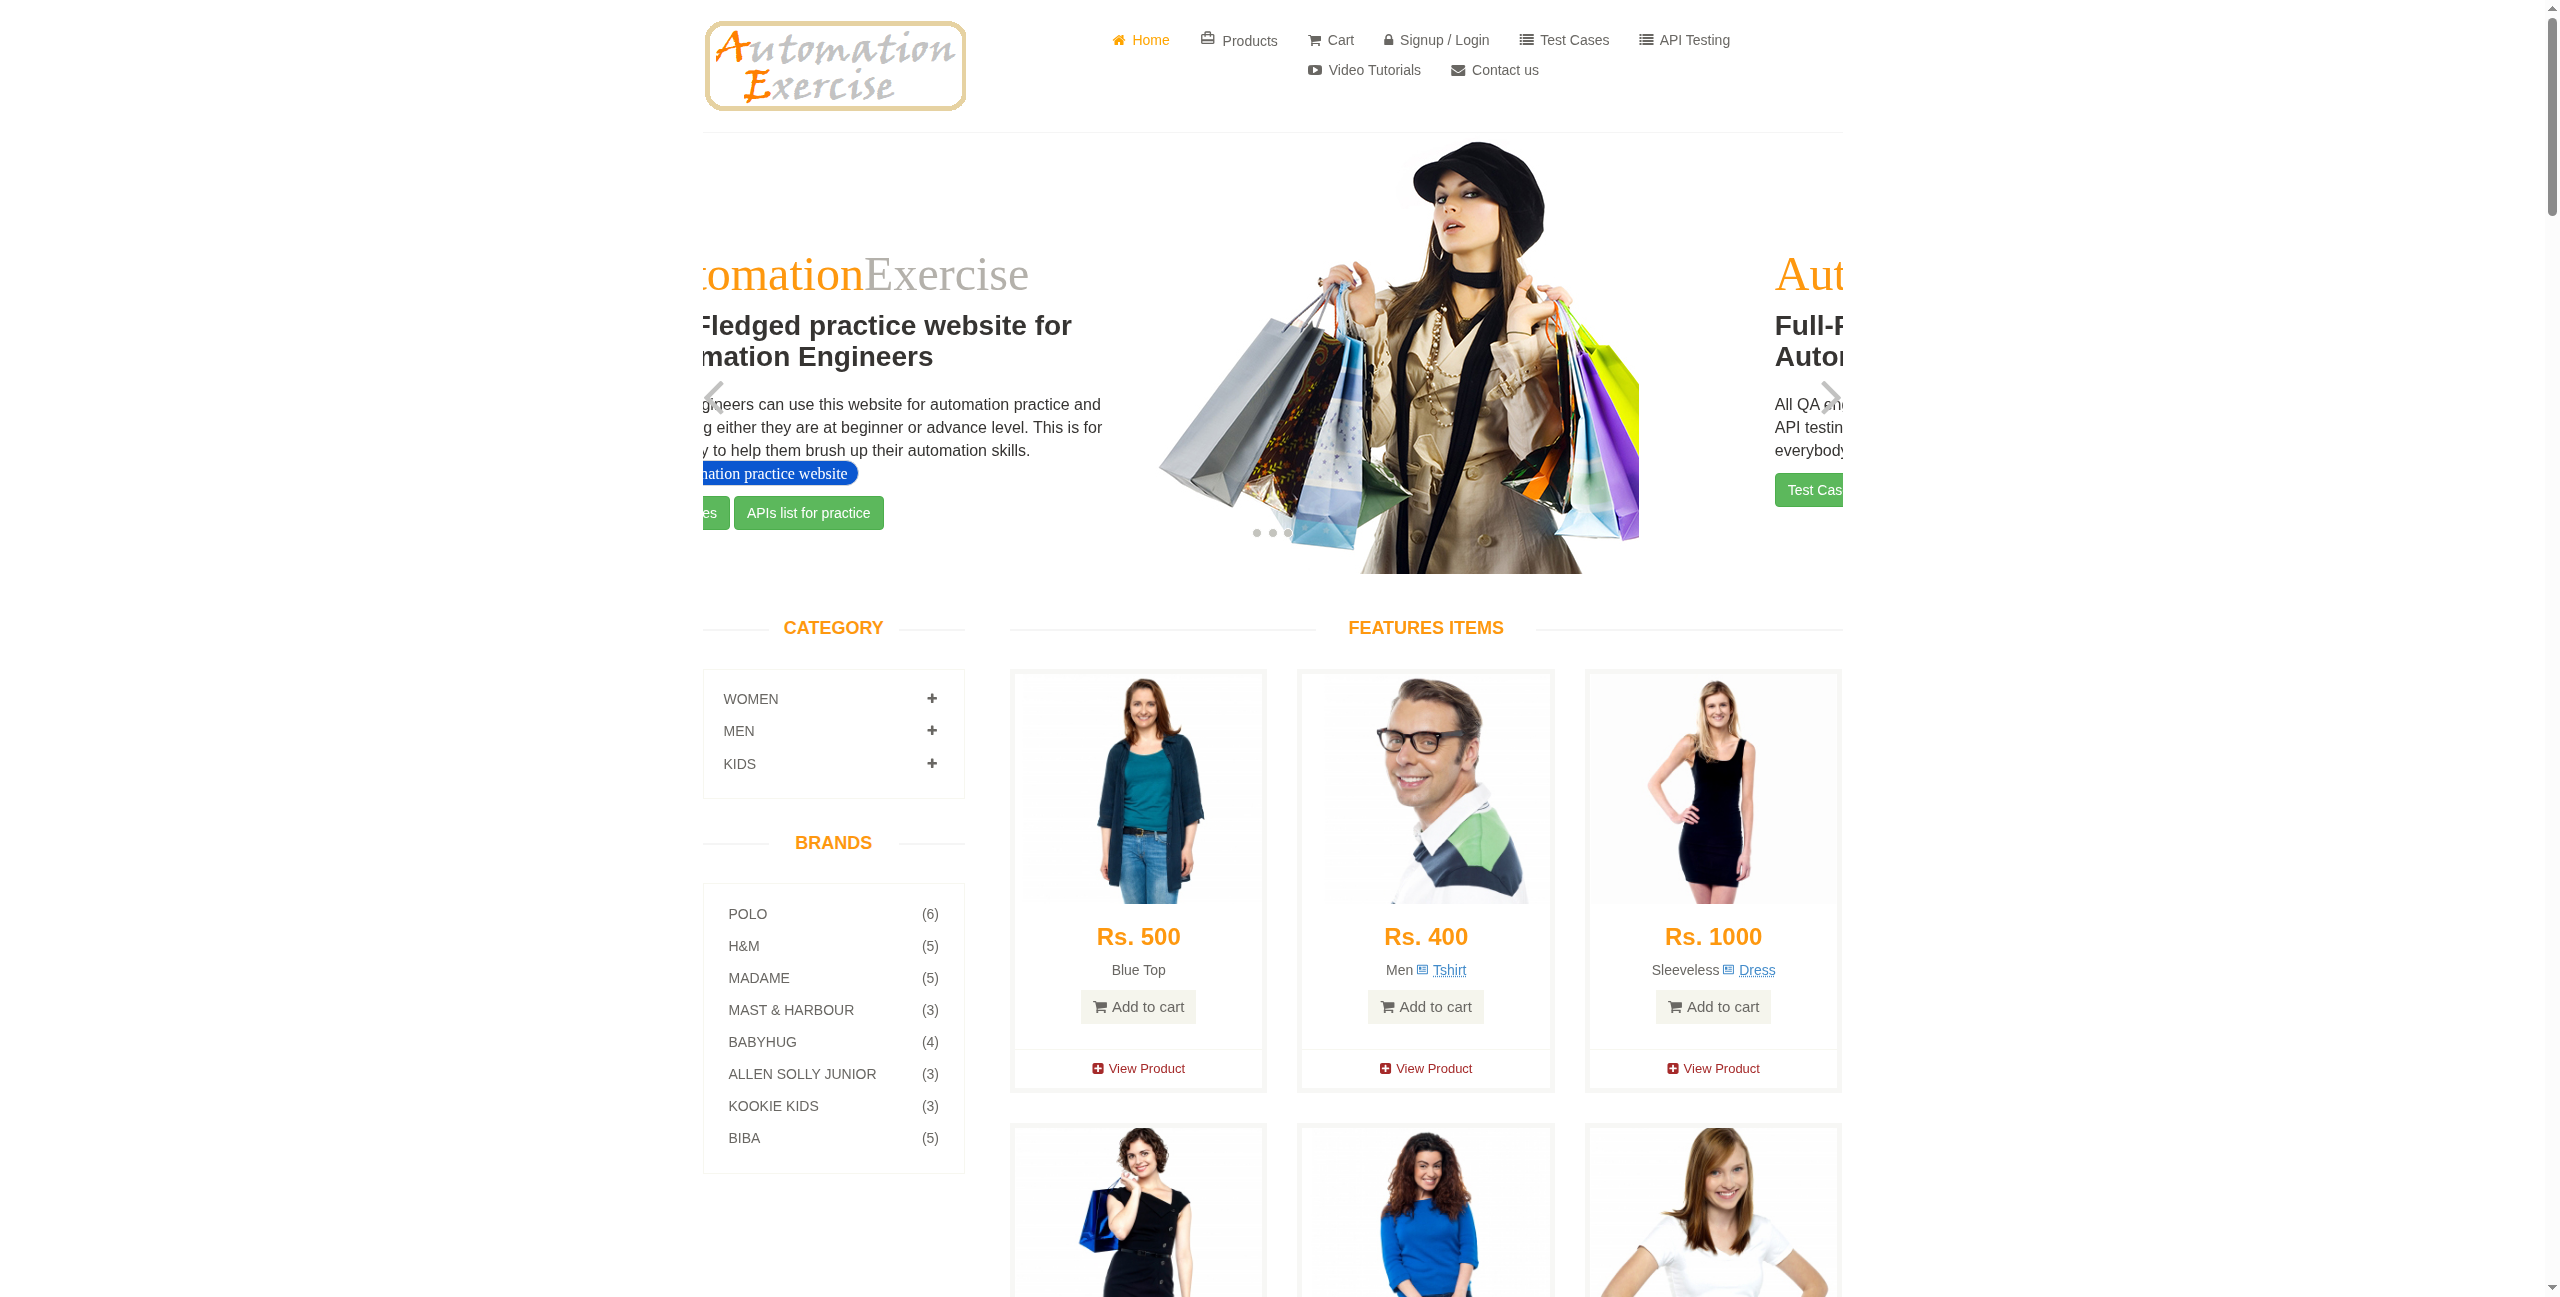 Automation
Exercise
Home
Products
Cart
Signup / Login
Test Cases
API Testing
Video Tutorials
Contact us
tomationExercise
Fledged practice website for
mation Engineers
gineers can use this website for automation practice and
g either they are at beginner or advance level. This is for
y to help them brush up their automation skills.
nation practice website
es
APIs list for practice
Aut
Full-F
Autor
All QA eng
API testin
everybody
Test Cas
CATEGORY
WOMEN
MEN
KIDS
BRANDS
POLO (6)
H&M (5)
MADAME (5)
MAST & HARBOUR (3)
BABYHUG (4)
ALLEN SOLLY JUNIOR (3)
KOOKIE KIDS (3)
BIBA (5)
FEATURES ITEMS
Rs. 500
Blue Top
Add to cart
View Product
Rs. 400
Men Tshirt
Add to cart
View Product
Rs. 1000
Sleeveless Dress
Add to cart
View Product